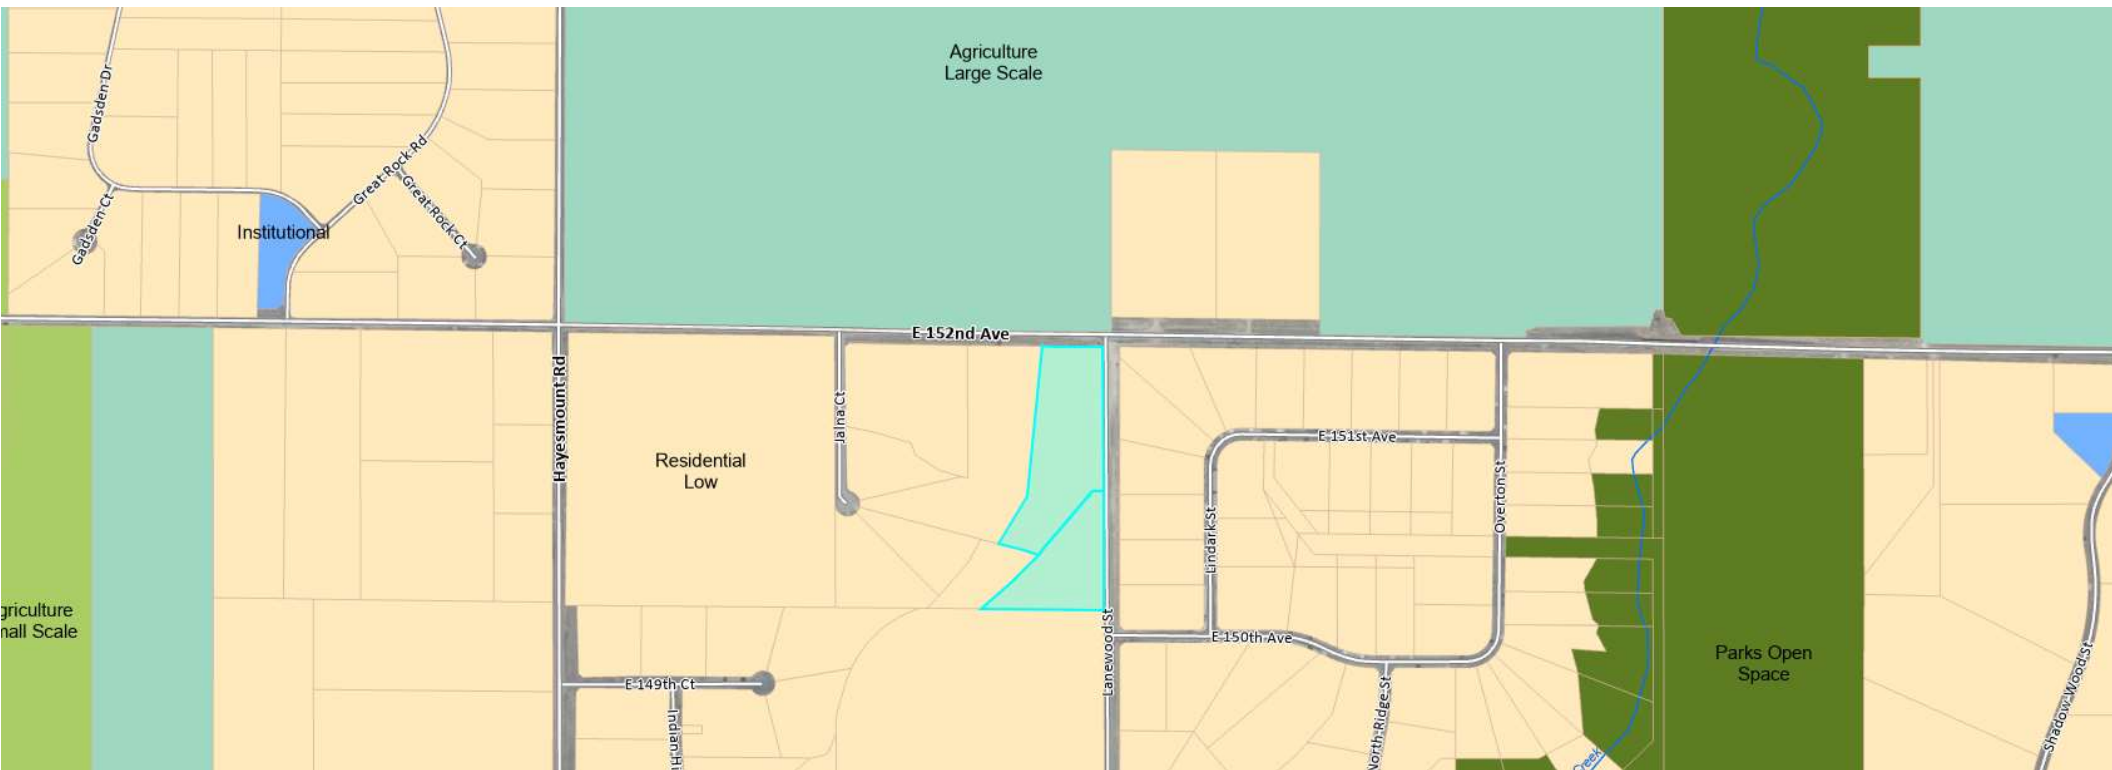 Agriculture
Large Scale
Gadsden Dr
Great Rock Rd
Great Rock Ct
Gadsden Ct
Institutional
E 152nd Ave
Hayesmount Rd
Jalna Ct
E 151st Ave
Residential
Low
Overton St
Lindark St
griculture
mall Scale
Lanewood St
E 150th Ave
Parks Open
Space
E 149th Ct
Indian H
North Ridge St
Shadow Wood St
Creek